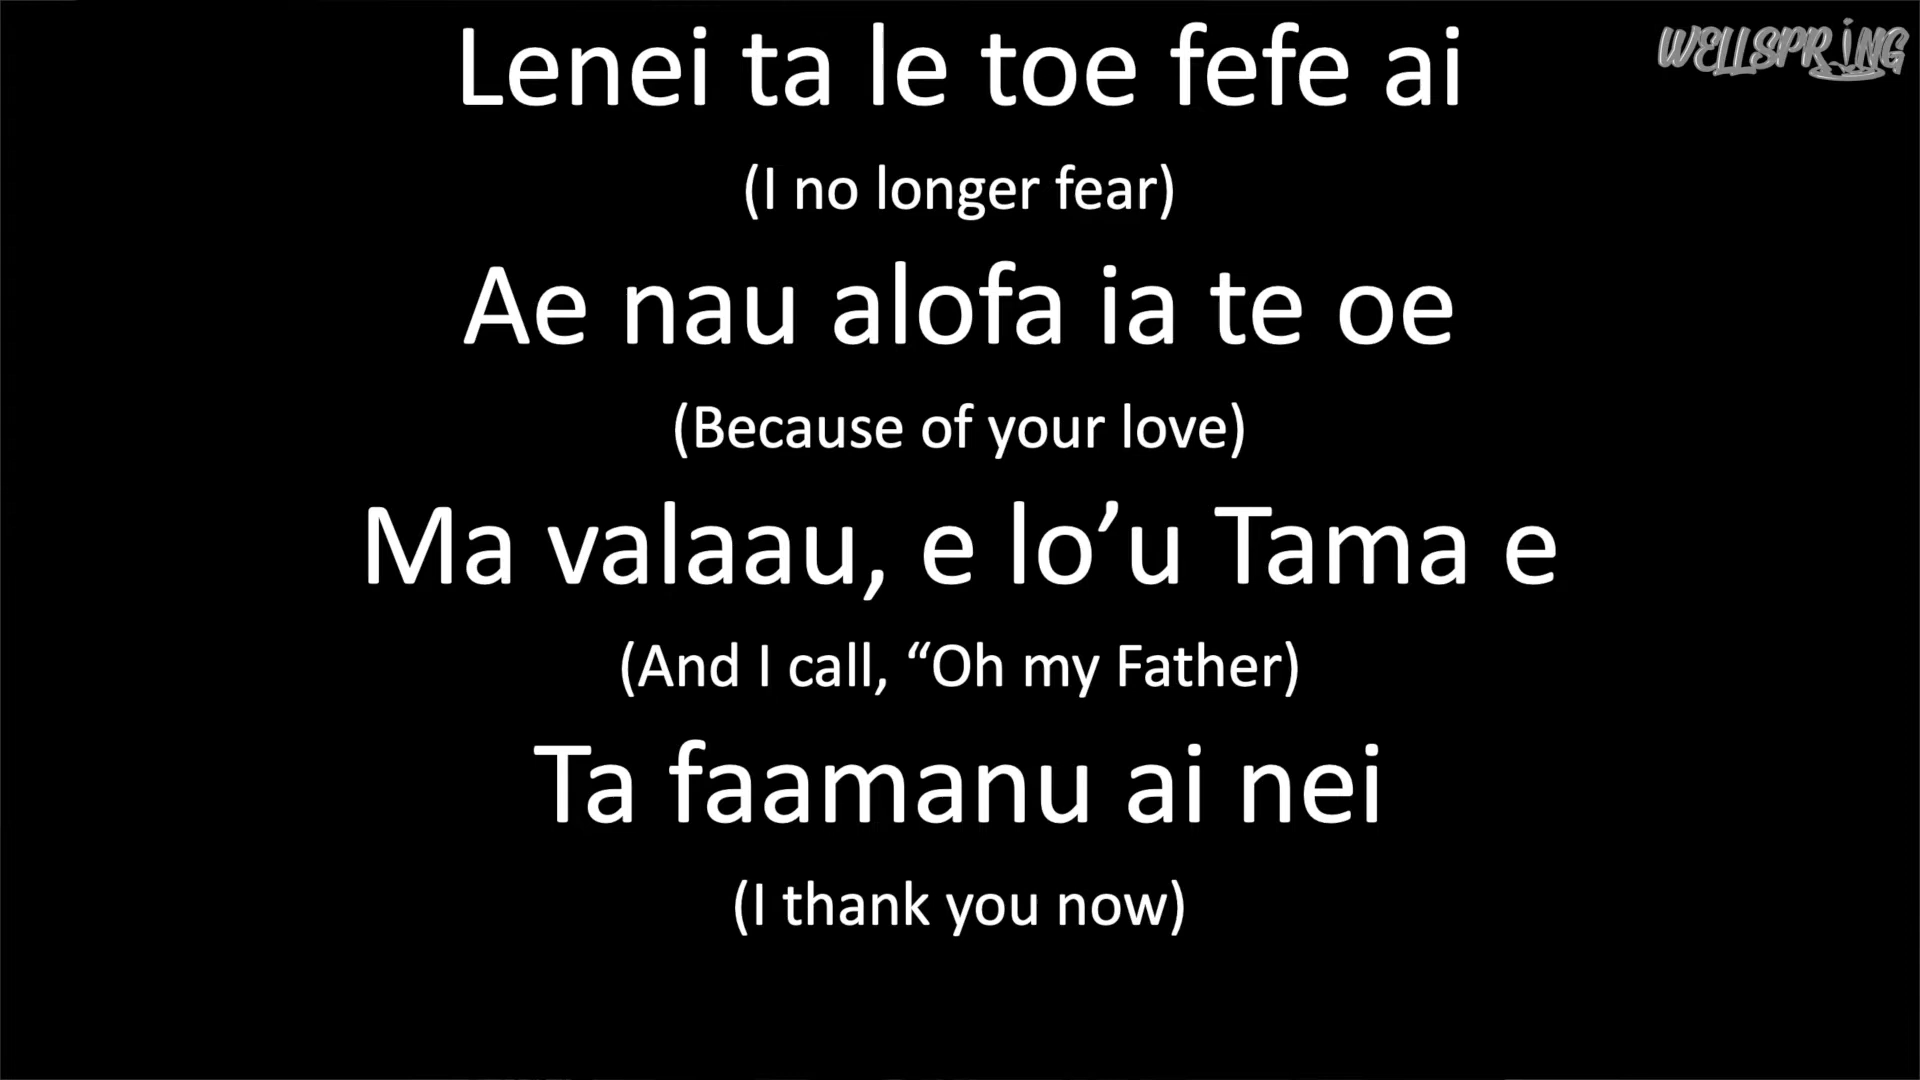 WELLSPRING
Lenei ta le toe fefe ai
(I no longer fear)
Ae nau alofa ia te oe
(Because of your love)
Ma valaau, e lo’u Tama e
(And I call, “Oh my Father)
Ta faamanu ai nei
(I thank you now)